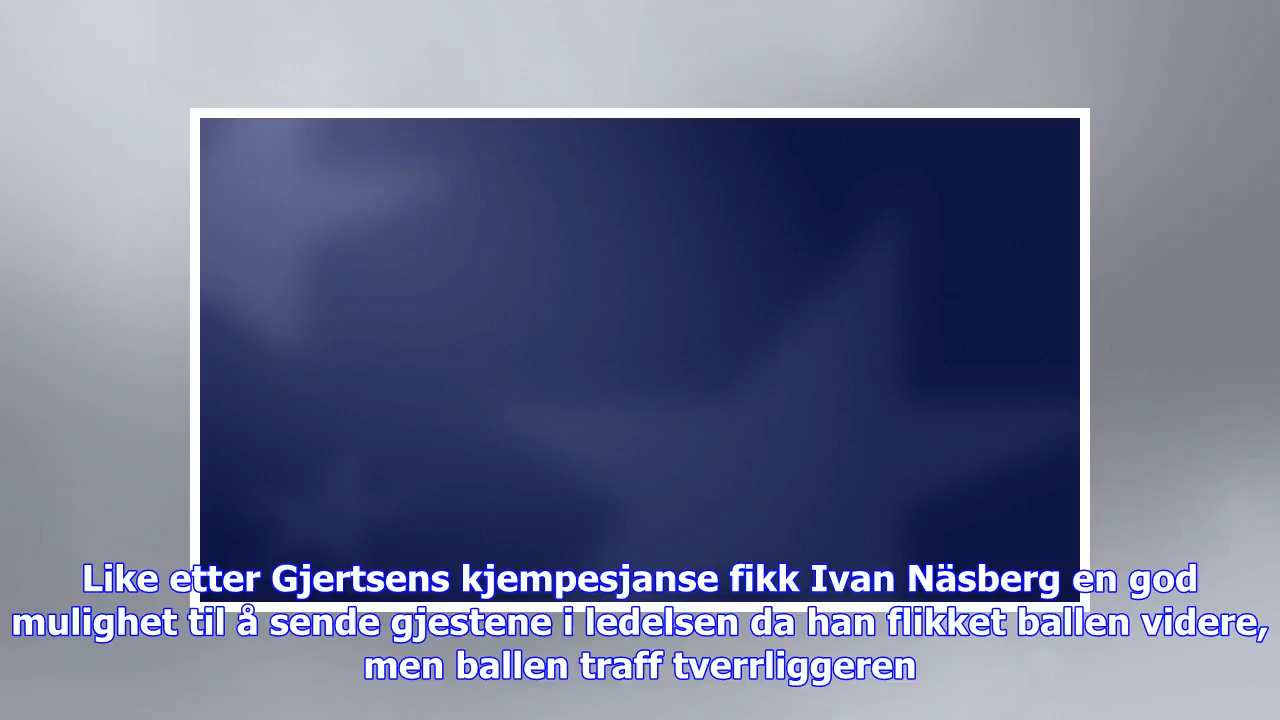 Like etter Gjertsens kjempesjanse fikk Ivan Näsberg en god
mulighet til å sende gjestene i ledelsen da han flikket ballen videre,
men ballen traff tverrliggeren